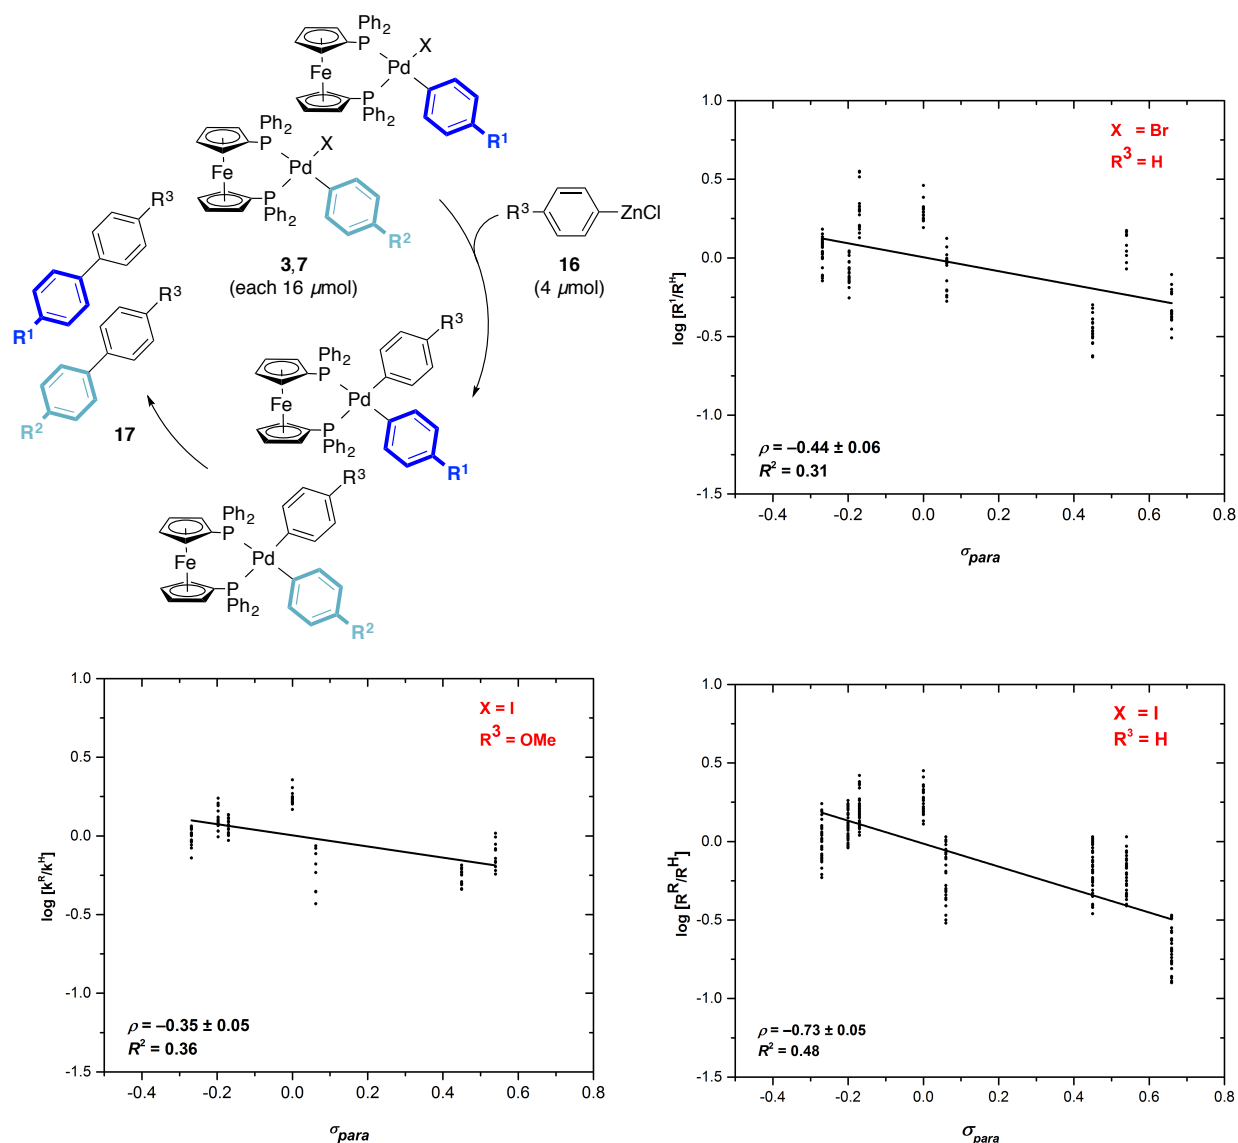 Ph₂
P
X
Fe
Pd
P
Ph₂
R¹
Ph₂
P
X
Fe
Pd
P
Ph₂
R²
R³
R¹
R³
R²
17
3,7
(each 16 μmol)
R³
ZnCl
16
(4 μmol)
Ph₂
P
R³
Fe
Pd
P
Ph₂
R¹
Ph₂
P
R³
Fe
Pd
P
Ph₂
R²
X = Br
R³ = H
log [R¹/Rᴴ]
1.0
0.5
0.0
-0.5
-1.0
-1.5
ρ = –0.44 ± 0.06
R² = 0.31
-0.4 -0.2 0.0 0.2 0.4 0.6 0.8
σpara
X = I
R³ = OMe
log [kᴿ/kᴴ]
1.0
0.5
0.0
-0.5
-1.0
-1.5
ρ = –0.35 ± 0.05
R² = 0.36
-0.4 -0.2 0.0 0.2 0.4 0.6 0.8
σpara
X = I
R³ = H
log [Rᴿ/Rᴴ]
1.0
0.5
0.0
-0.5
-1.0
-1.5
ρ = –0.73 ± 0.05
R² = 0.48
-0.4 -0.2 0.0 0.2 0.4 0.6 0.8
σpara